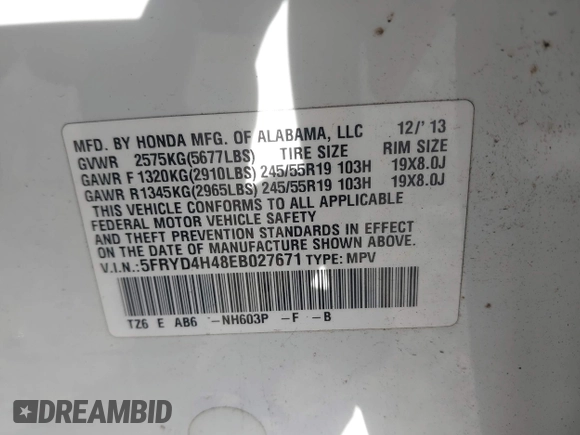 MFD. BY HONDA MFG. OF ALABAMA, LLC 12/' 13
GVWR 2575KG(5677LBS) TIRE SIZE RIM SIZE
GAWR F 1320KG(2910LBS) 245/55R19 103H 19X8.0J
GAWR R1345KG(2965LBS) 245/55R19 103H 19X8.0J
THIS VEHICLE CONFORMS TO ALL APPLICABLE
FEDERAL MOTOR VEHICLE SAFETY
AND THEFT PREVENTION STANDARDS IN EFFECT
ON THE DATE OF MANUFACTURE SHOWN ABOVE.
V.I.N.:5FRYD4H48EB027671 TYPE: MPV
TZ6 E AB6 -NH603P -F -B
DREAMBID